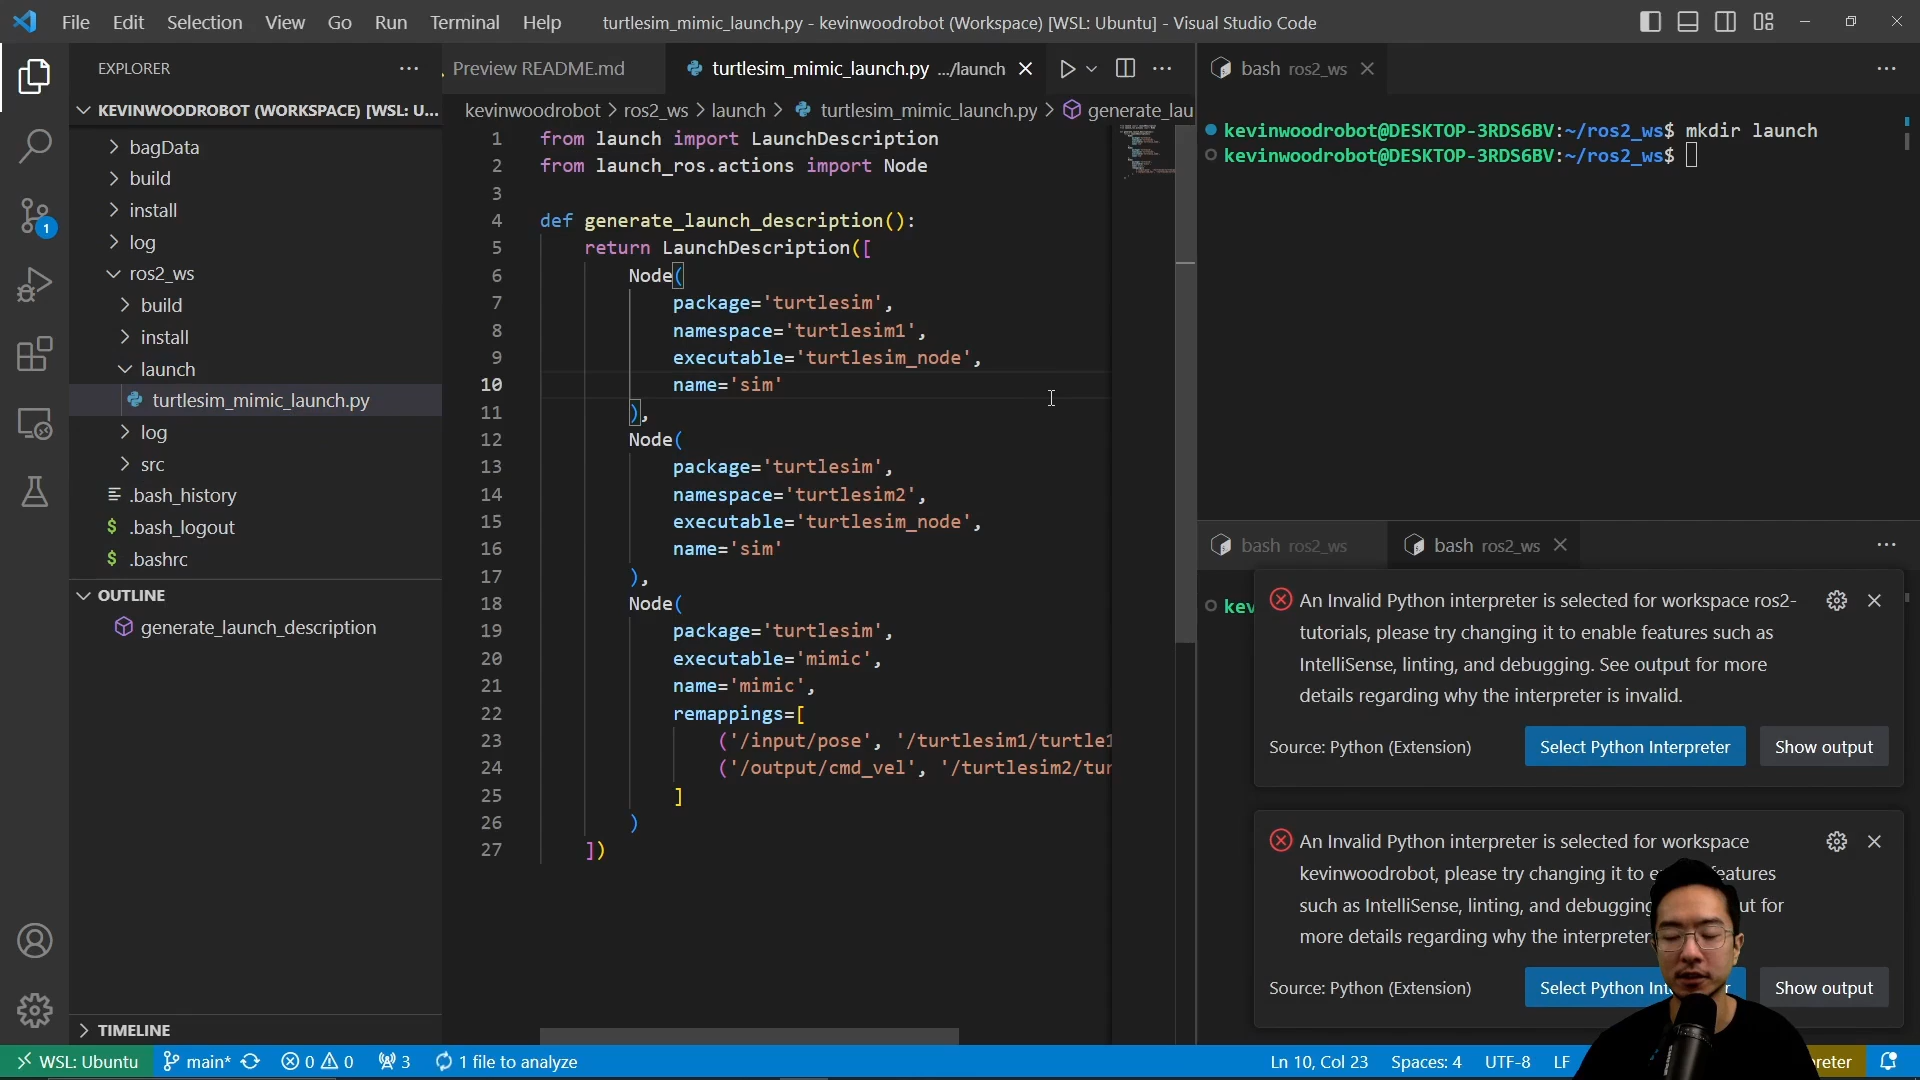 File Edit Selection View Go Run Terminal Help
turtlesim_mimic_launch.py - kevinwoodrobot (Workspace) [WSL: Ubuntu] - Visual Studio Code
EXPLORER
KEVINWOODROBOT (WORKSPACE) [WSL: U...
bagData
build
install
log
ros2_ws
build
install
launch
turtlesim_mimic_launch.py
log
src
.bash_history
.bash_logout
.bashrc
OUTLINE
generate_launch_description
TIMELINE
Preview README.md
turtlesim_mimic_launch.py .../launch
kevinwoodrobot > ros2_ws > launch > turtlesim_mimic_launch.py > generate_lau
1 from launch import LaunchDescription
2 from launch_ros.actions import Node
3
4 def generate_launch_description():
5 return LaunchDescription([
6 Node(
7 package='turtlesim',
8 namespace='turtlesim1',
9 executable='turtlesim_node',
10 name='sim'
11 ),
12 Node(
13 package='turtlesim',
14 namespace='turtlesim2',
15 executable='turtlesim_node',
16 name='sim'
17 ),
18 Node(
19 package='turtlesim',
20 executable='mimic',
21 name='mimic',
22 remappings=[
23 ('/input/pose', '/turtlesim1/turtle1
24 ('/output/cmd_vel', '/turtlesim2/tur
25 ]
26 )
27 ])
bash ros2_ws
kevinwoodrobot@DESKTOP-3RDS6BV:~/ros2_ws$ mkdir launch
kevinwoodrobot@DESKTOP-3RDS6BV:~/ros2_ws$
bash ros2_ws
bash ros2_ws
kev
An Invalid Python interpreter is selected for workspace ros2-
tutorials, please try changing it to enable features such as
IntelliSense, linting, and debugging. See output for more
details regarding why the interpreter is invalid.
Source: Python (Extension)
Select Python Interpreter
Show output
An Invalid Python interpreter is selected for workspace
kevinwoodrobot, please try changing it to e features
such as IntelliSense, linting, and debugging ut for
more details regarding why the interpreter
Source: Python (Extension)
Select Python Int r
Show output
1
WSL: Ubuntu main* 0 0 3 1 file to analyze
Ln 10, Col 23 Spaces: 4 UTF-8 LF reter